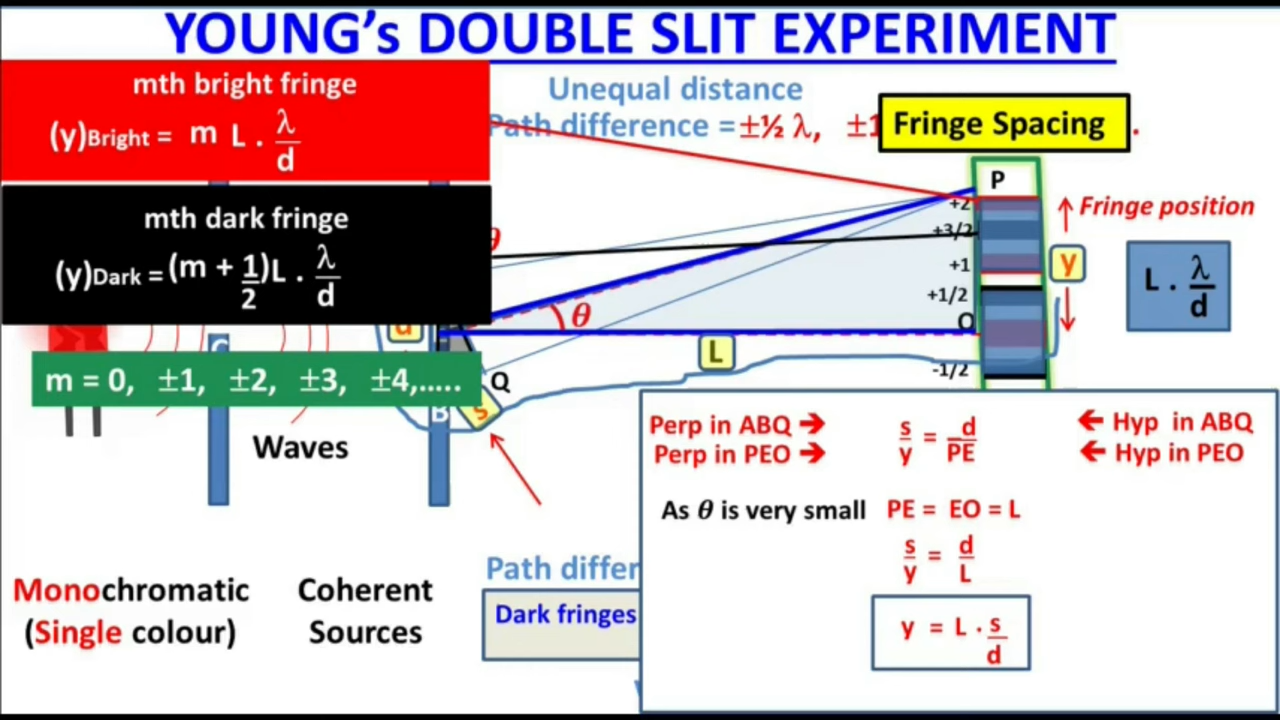 YOUNG's DOUBLE SLIT EXPERIMENT
mth bright fringe
(y)Bright = m L . λ/d
mth dark fringe
(y)Dark = (m + 1/2)L . λ/d
m = 0, ±1, ±2, ±3, ±4,.....
Unequal distance
Path difference = ±½ λ, ±1
Fringe Spacing
.
P
+2
+3/2
+1
+1/2
O
-1/2
Fringe position
y
L . λ/d
θ
θ
L
d
C
Q
B
s
Waves
Monochromatic
(Single colour)
Coherent
Sources
Path differ
Dark fringes
Perp in ABQ → s/y = d/PE ← Hyp in ABQ
Perp in PEO → ← Hyp in PEO
As θ is very small PE = EO = L
s/y = d/L
y = L . s/d